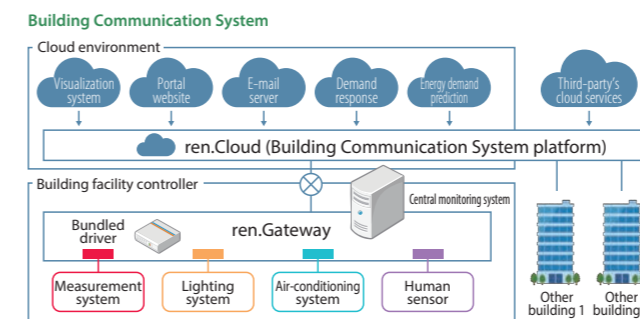 Building Communication System
Cloud environment
Visualization
system
Portal
website
E-mail
server
Demand
response
Energy demand
prediction
Third-party's
cloud services
ren.Cloud (Building Communication System platform)
Building facility controller
Central monitoring system
Bundled
driver
ren.Gateway
Measurement
system
Lighting
system
Air-conditioning
system
Human
sensor
Other
building 1
Other
building